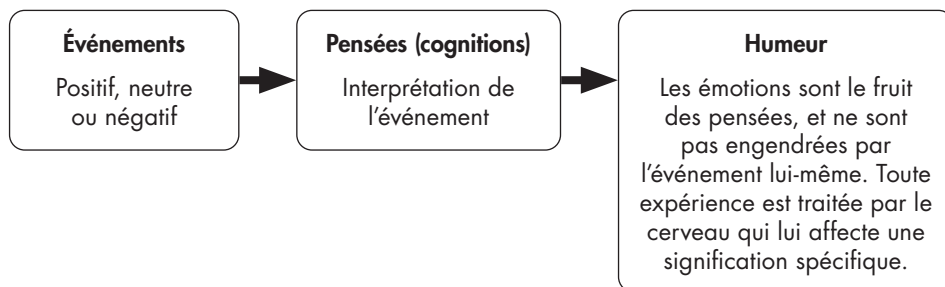 Événements
Positif, neutre
ou négatif
Pensées (cognitions)
Interprétation de
l’événement
Humeur
Les émotions sont le fruit
des pensées, et ne sont
pas engendrées par
l’événement lui-même. Toute
expérience est traitée par le
cerveau qui lui affecte une
signification spécifique.